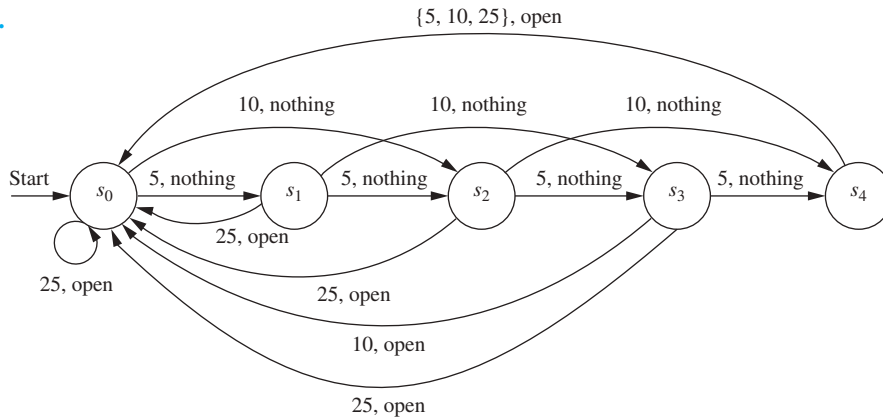 {5, 10, 25}, open
10, nothing
10, nothing
10, nothing
Start
s0
5, nothing
s1
5, nothing
s2
5, nothing
s3
5, nothing
s4
25, open
25, open
25, open
10, open
25, open